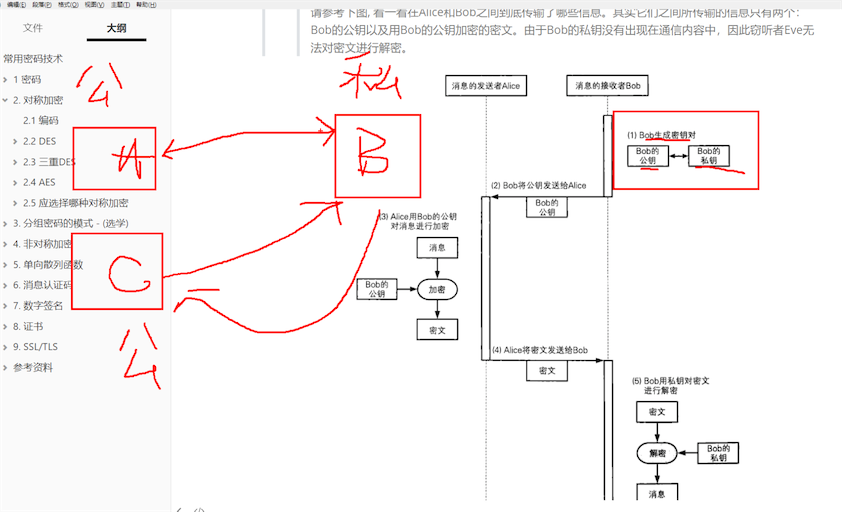 编辑(E) 段落(P) 格式(O) 视图(V) 主题(T) 帮助(H)
文件 大纲
常用密码技术
1 密码
2. 对称加密
2.1 编码
2.2 DES
2.3 三重DES
2.4 AES
2.5 应选择哪种对称加密
3. 分组密码的模式 - (选学)
4. 非对称加密
5. 单向散列函数
6. 消息认证码
7. 数字签名
8. 证书
9. SSL/TLS
参考资料
公
A
私
B
C
公
请参考下图, 看一看在Alice和Bob之间到底传输了哪些信息。其实它们之间所传输的信息只有两个：
Bob的公钥以及用Bob的公钥加密的密文。由于Bob的私钥没有出现在通信内容中，因此窃听者Eve无
法对密文进行解密。
消息的发送者Alice
消息的接收者Bob
(1) Bob生成密钥对
Bob的
公钥
Bob的
私钥
(2) Bob将公钥发送给Alice
Bob的
公钥
(3) Alice用Bob的公钥
对消息进行加密
消息
Bob的
公钥
加密
密文
(4) Alice将密文发送给Bob
密文
(5) Bob用私钥对密文
进行解密
密文
解密
Bob的
私钥
消息